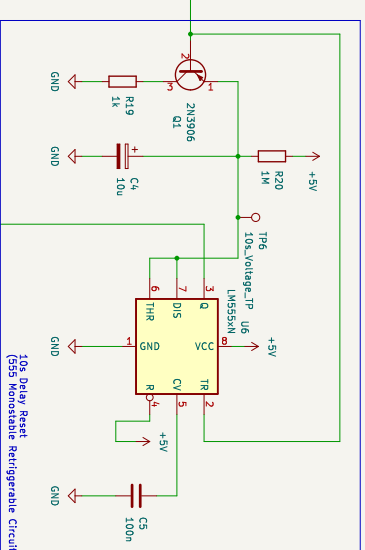 2
3
1
2N3906
Q1
GND
R19
1k
GND
+
C4
10u
R20
1M
+5V
TP6
10s_Voltage_TP
U6
LM555xN
6
7
3
THR
DIS
Q
GND
1
GND
VCC
8
+5V
R
CV
TR
4
5
2
+5V
GND
C5
100n
10s Delay Reset
(555 Monostable Retriggerable Circuit